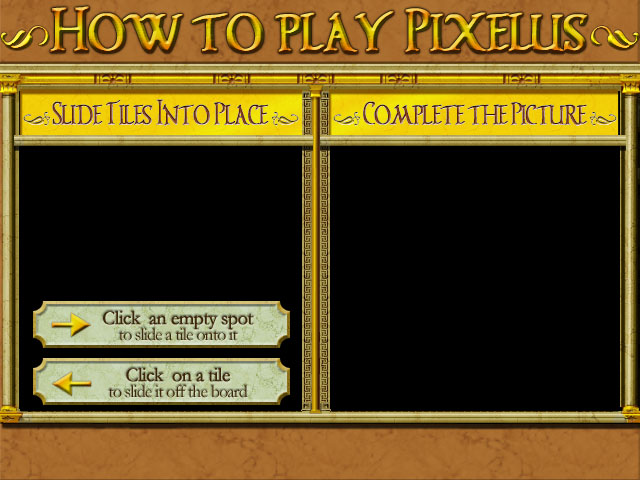 How to play Pixelus
Slide Tiles Into Place
Complete the Picture
Click an empty spot
to slide a tile onto it
Click on a tile
to slide it off the board